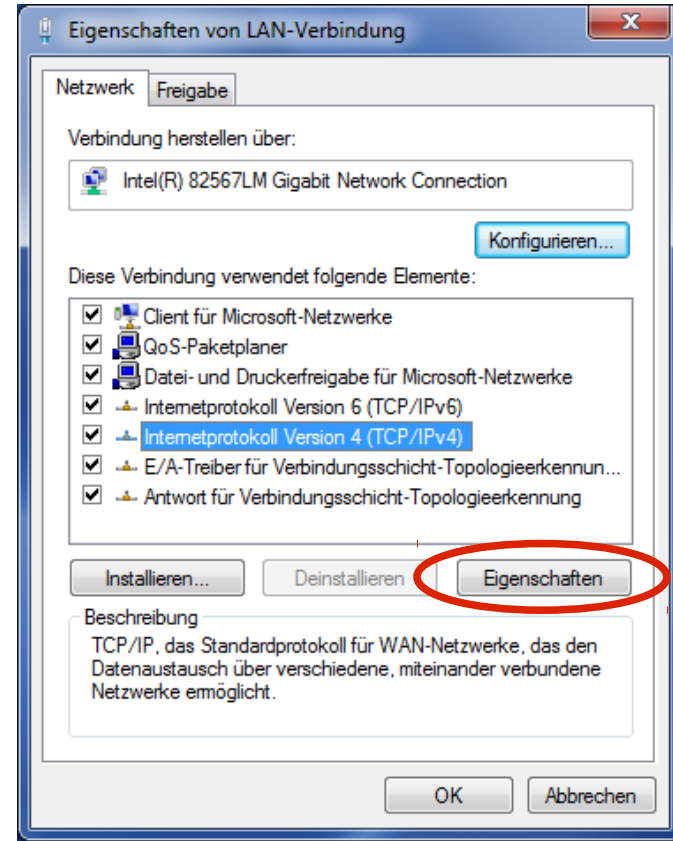 Eigenschaften von LAN-Verbindung
Netzwerk Freigabe
Verbindung herstellen über:
Intel(R) 82567LM Gigabit Network Connection
Konfigurieren...
Diese Verbindung verwendet folgende Elemente:
Client für Microsoft-Netzwerke
QoS-Paketplaner
Datei- und Druckerfreigabe für Microsoft-Netzwerke
Internetprotokoll Version 6 (TCP/IPv6)
Internetprotokoll Version 4 (TCP/IPv4)
E/A-Treiber für Verbindungsschicht-Topologieerkennun...
Antwort für Verbindungsschicht-Topologieerkennung
Installieren... Deinstallieren Eigenschaften
Beschreibung
TCP/IP, das Standardprotokoll für WAN-Netzwerke, das den
Datenaustausch über verschiedene, miteinander verbundene
Netzwerke ermöglicht.
OK Abbrechen